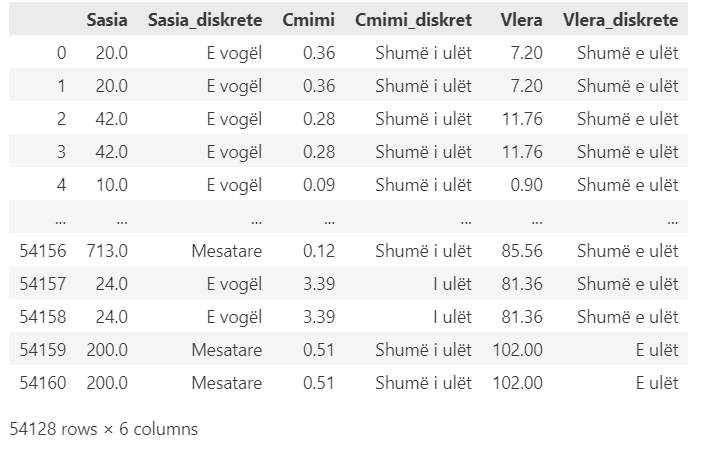 Sasia Sasia_diskrete Cmimi Cmimi_diskret Vlera Vlera_diskrete
0 20.0 E vogël 0.36 Shumë i ulët 7.20 Shumë e ulët
1 20.0 E vogël 0.36 Shumë i ulët 7.20 Shumë e ulët
2 42.0 E vogël 0.28 Shumë i ulët 11.76 Shumë e ulët
3 42.0 E vogël 0.28 Shumë i ulët 11.76 Shumë e ulët
4 10.0 E vogël 0.09 Shumë i ulët 0.90 Shumë e ulët
... ... ... ... ... ... ...
54156 713.0 Mesatare 0.12 Shumë i ulët 85.56 Shumë e ulët
54157 24.0 E vogël 3.39 I ulët 81.36 Shumë e ulët
54158 24.0 E vogël 3.39 I ulët 81.36 Shumë e ulët
54159 200.0 Mesatare 0.51 Shumë i ulët 102.00 E ulët
54160 200.0 Mesatare 0.51 Shumë i ulët 102.00 E ulët
54128 rows × 6 columns